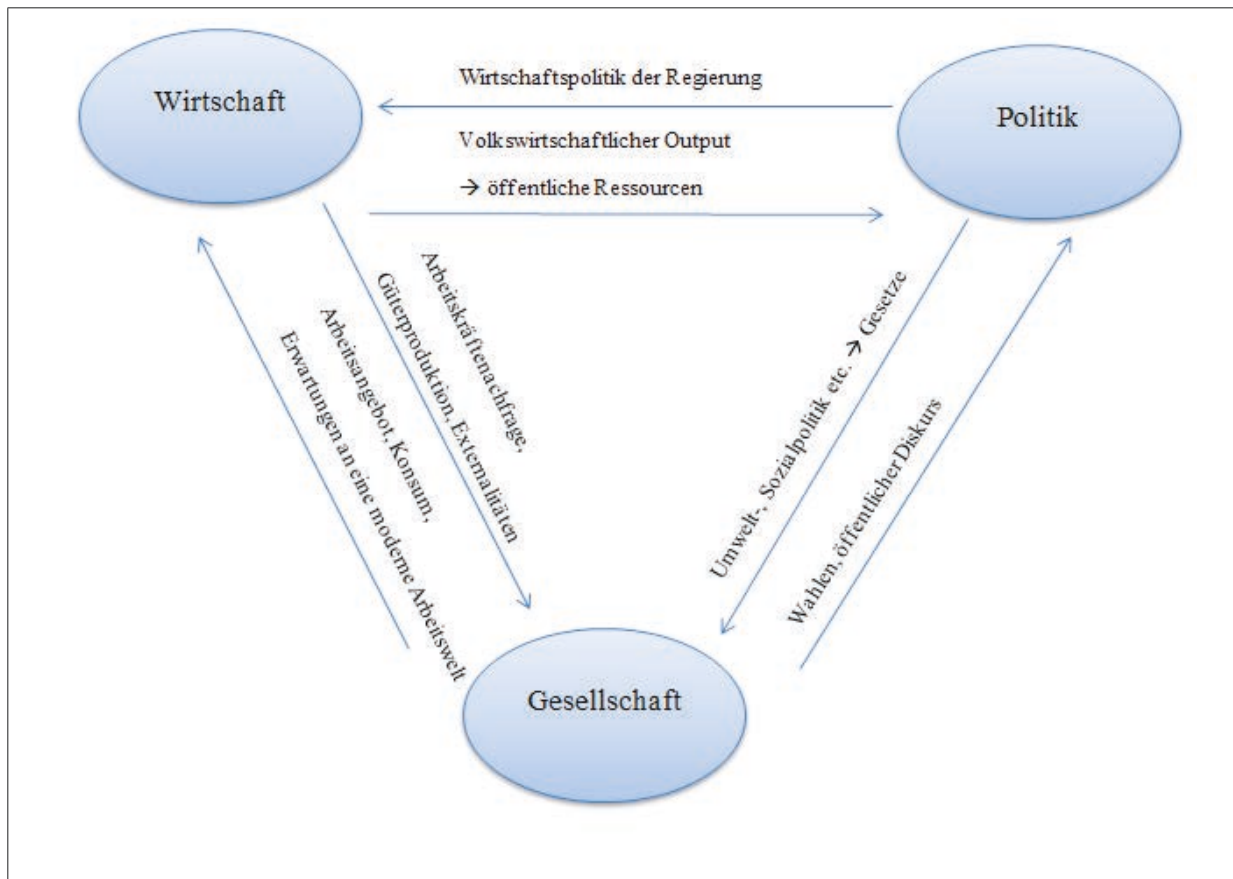 Wirtschaft
Wirtschaftspolitik der Regierung
Politik
Volkswirtschaftlicher Output
→ öffentliche Ressourcen
Arbeitskräftenachfrage,
Güterproduktion, Externalitäten
Arbeitsangebot, Konsum,
Erwartungen an eine moderne Arbeitswelt
Umwelt-, Sozialpolitik etc. → Gesetze
Wahlen, öffentlicher Diskurs
Gesellschaft